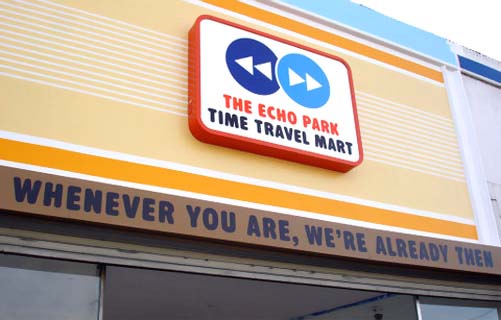 THE ECHO PARK
TIME TRAVEL MART
WHENEVER YOU ARE, WE'RE ALREADY THEN